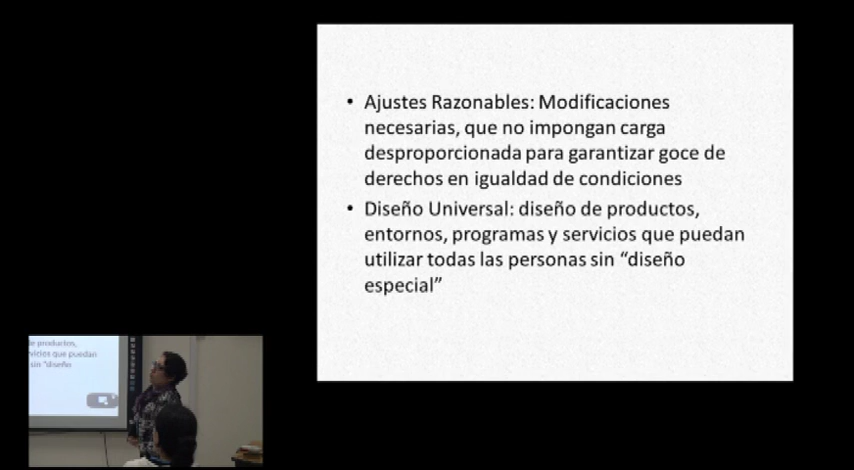 • Ajustes Razonables: Modificaciones
necesarias, que no impongan carga
desproporcionada para garantizar goce de
derechos en igualdad de condiciones
• Diseño Universal: diseño de productos,
entornos, programas y servicios que puedan
utilizar todas las personas sin “diseño
especial”
de productos,
rvicios que puedan
sin “diseño